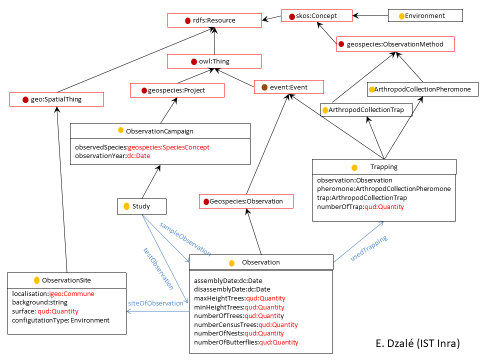 rdfs:Resource
skos:Concept
Environment
geospecies:ObservationMethod
owl:Thing
geo:SpatialThing
geospecies:Project
event:Event
ArthropodCollectionPheromone
ArthropodCollectionTrap
ObservationCampaign
observedSpecies:geospecies:SpeciesConcept
observationYear:dc:Date
Trapping
observation:Observation
pheromone:ArthropodCollectionPheromone
trap:ArthropodCollectionTrap
numberOfTrap:qud:Quantity
Study
Geospecies:Observation
sampleObservation
testObservation
usedTrapping
siteOfObservation
ObservationSite
localisation:igeo:Commune
background:string
surface: qud:Quantity
configutationType: Environment
Observation
assemblyDate:dc:Date
disassemblyDate:dc:Date
maxHeightTrees:qud:Quantity
minHeightTrees:qud:Quantity
numberOfTrees:qud:Quantity
numberCensusTrees:qud:Quantity
numberOfNests:qud:Quantity
numberOfButterflies:qud:Quantity
E. Dzalé (IST Inra)